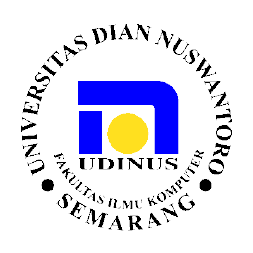 UNIVERSITAS DIAN NUSWANTORO
UDINUS
FAKULTAS ILMU KOMPUTER
SEMARANG